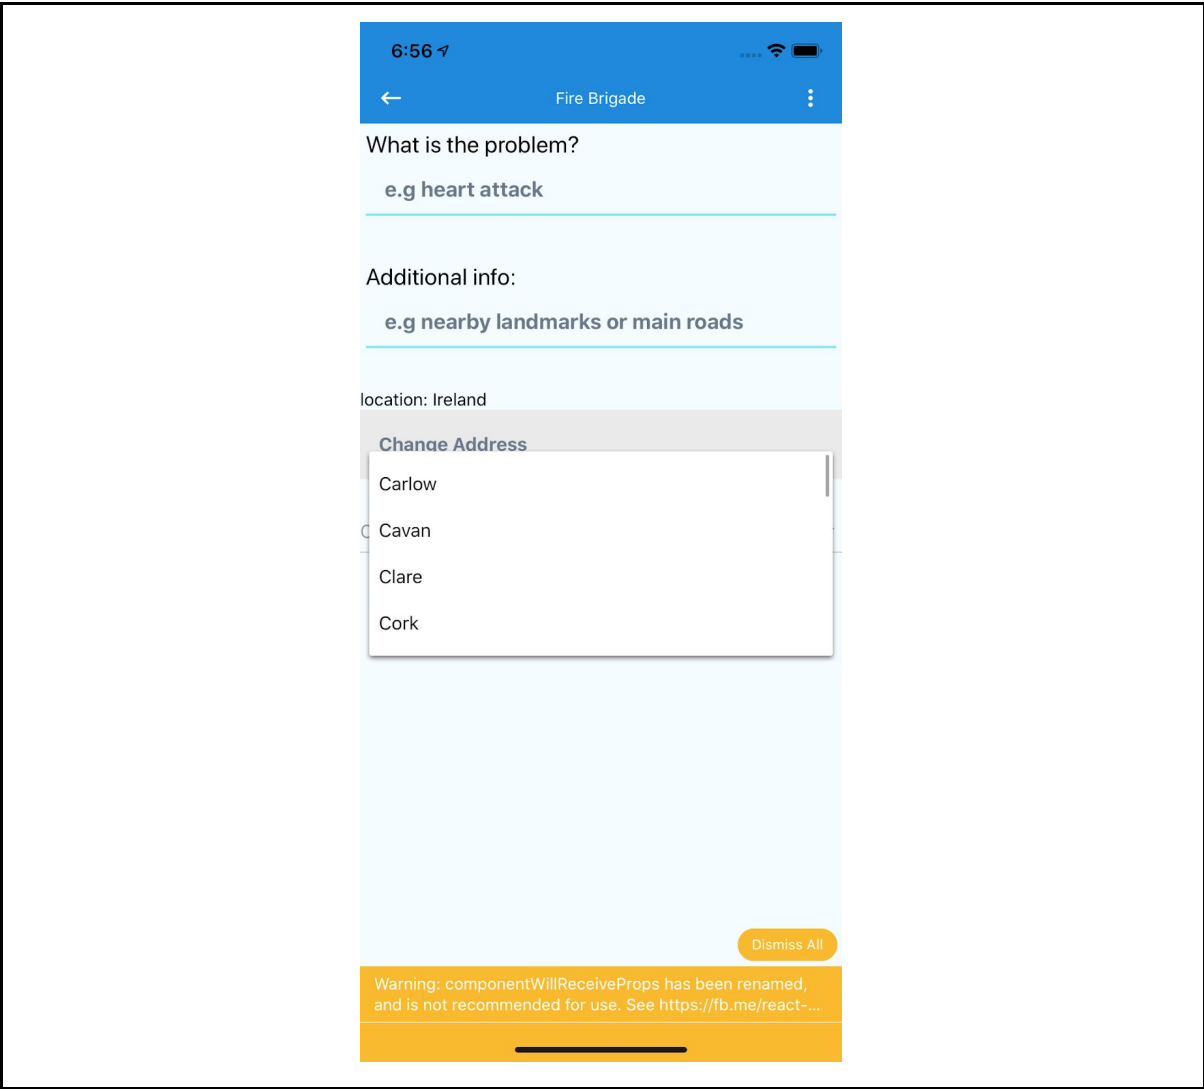 6:56
Fire Brigade
What is the problem?
e.g heart attack
Additional info:
e.g nearby landmarks or main roads
location: Ireland
Change Address
Carlow
Cavan
Clare
Cork
Dismiss All
Warning: componentWillReceiveProps has been renamed,
and is not recommended for use. See https://fb.me/react-...